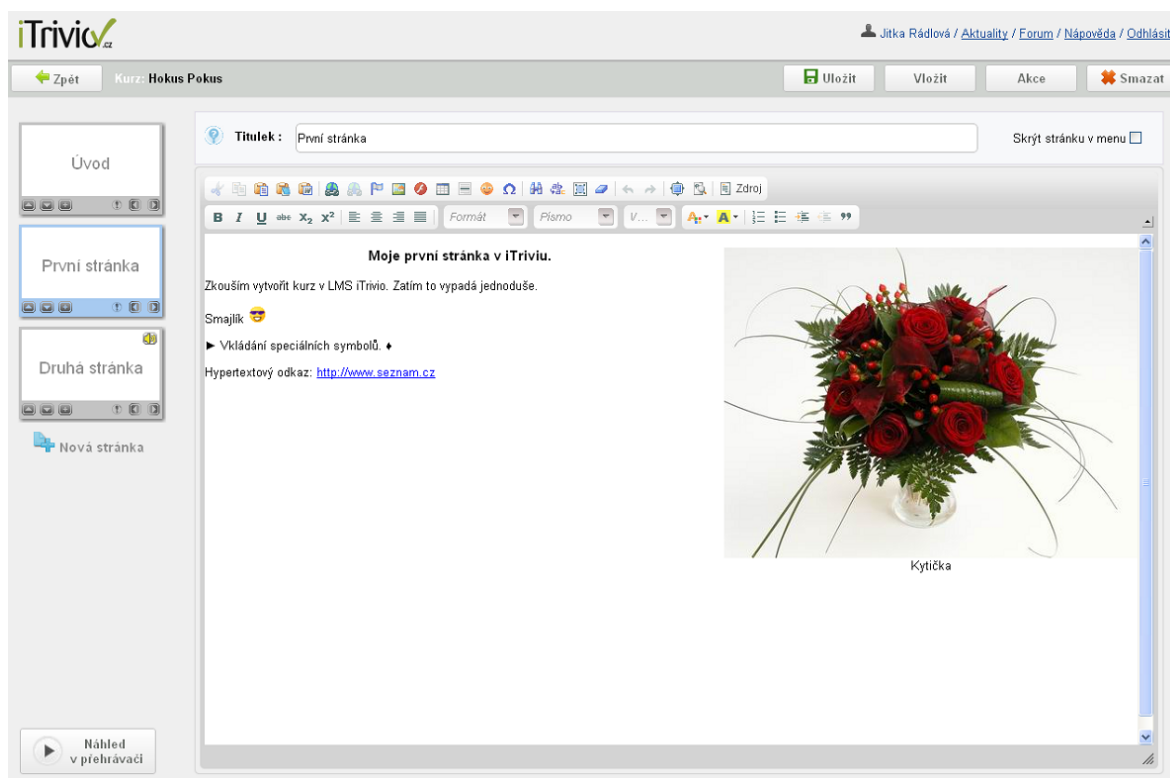 iTrivio.cz
Jitka Rádlová / Aktuality / Forum / Nápověda / Odhlásit
Zpět Kurz: Hokus Pokus Uložit Vložit Akce Smazat
Úvod
Titulek : První stránka Skrýt stránku v menu
Zdroj
B I U abc X₂ X² Formát Písmo V...
První stránka
Druhá stránka
Nová stránka
Moje první stránka v iTriviu.
Zkouším vytvořit kurz v LMS iTrivio. Zatím to vypadá jednoduše.
Smajlík
► Vkládání speciálních symbolů. ♦
Hypertextový odkaz: http://www.seznam.cz
Kytička
Náhled
v přehrávači